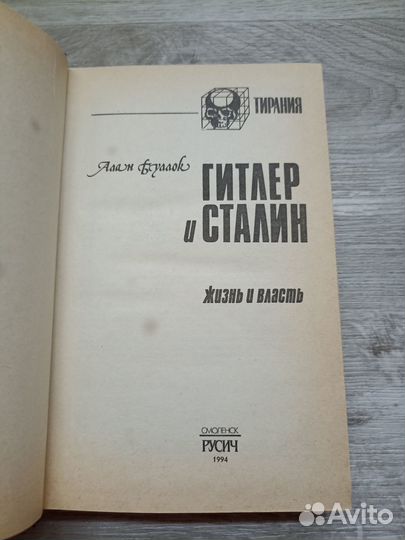 ТИРАНИЯ
Алан Буллок
ГИТЛЕР
и СТАЛИН
жизнь и власть
СМОЛЕНСК
РУСИЧ
1994
Avito